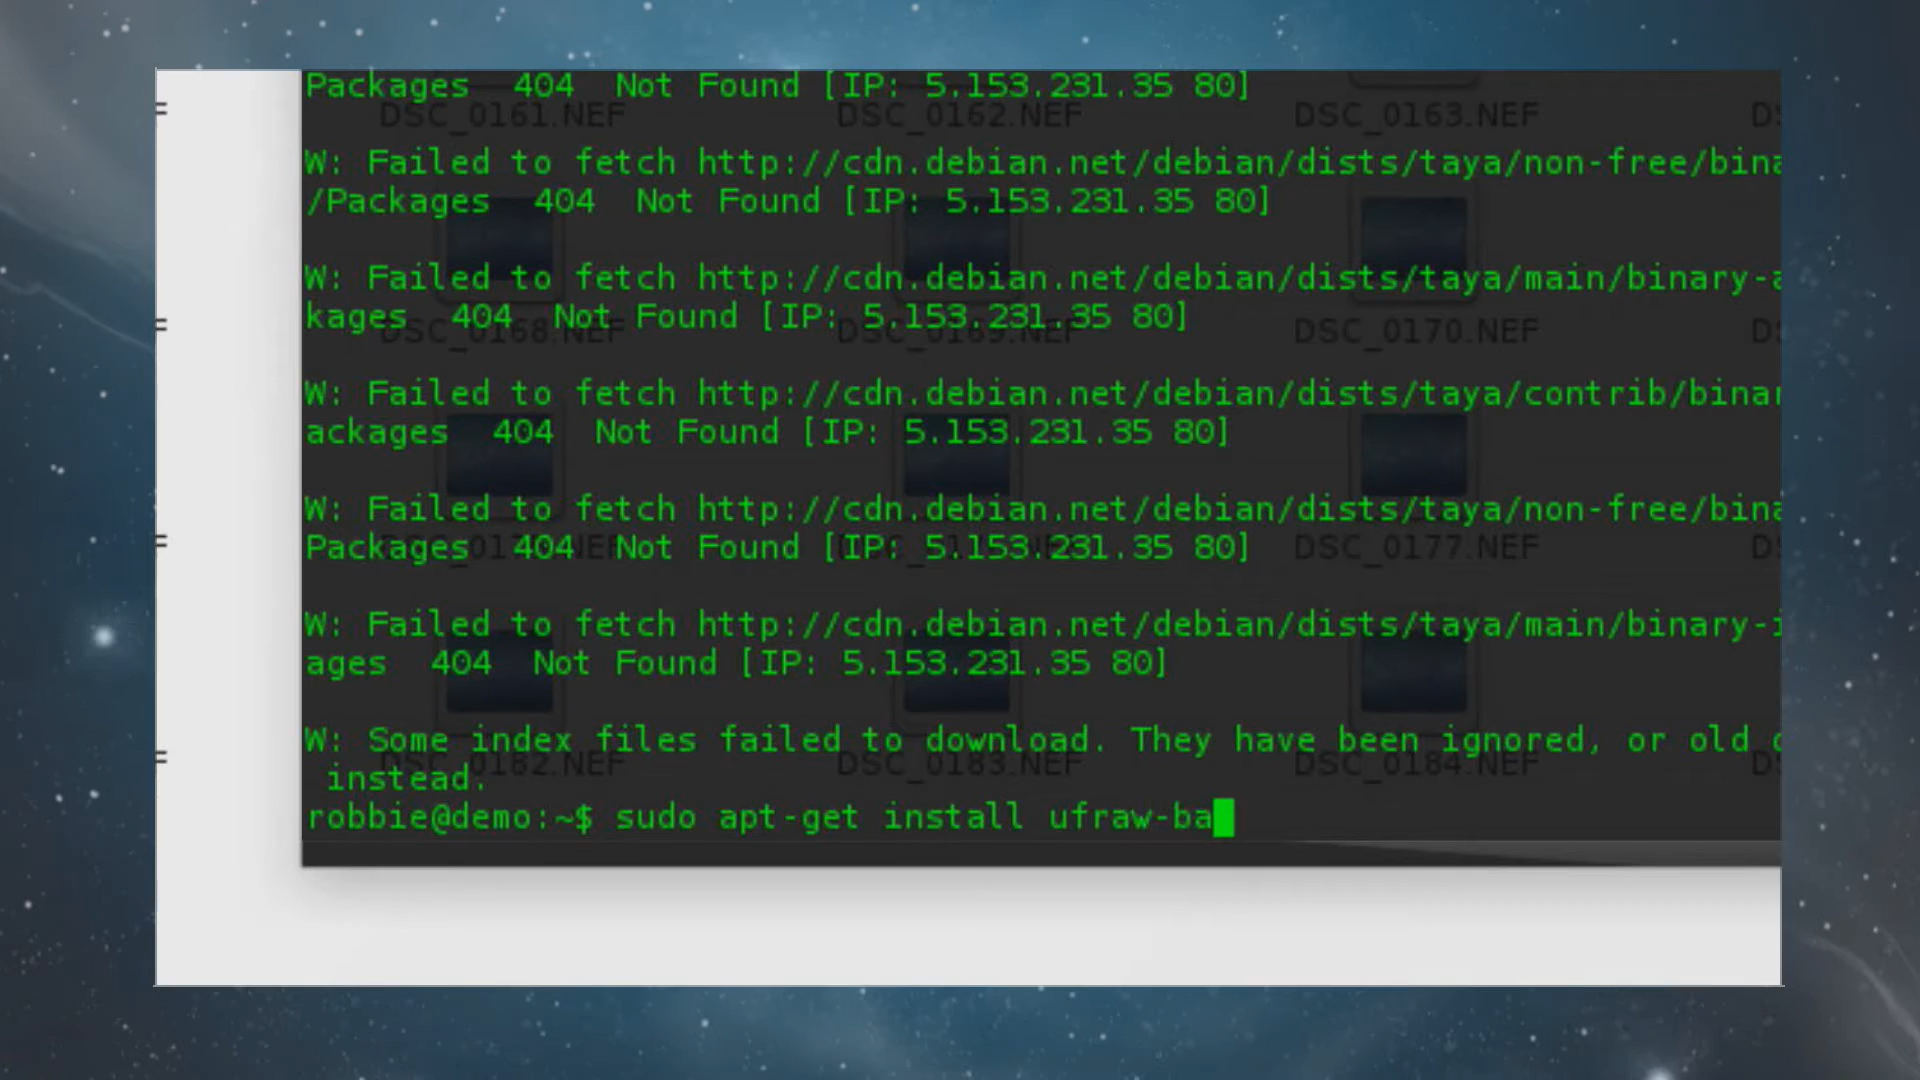 Packages  404  Not Found [IP: 5.153.231.35 80]
DSC_0161.NEF DSC_0162.NEF DSC_0163.NEF
W: Failed to fetch http://cdn.debian.net/debian/dists/taya/non-free/bina
/Packages  404  Not Found [IP: 5.153.231.35 80]
W: Failed to fetch http://cdn.debian.net/debian/dists/taya/main/binary-a
kages  404  Not Found [IP: 5.153.231.35 80]
DSC_0168.NEF DSC_0169.NEF DSC_0170.NEF
W: Failed to fetch http://cdn.debian.net/debian/dists/taya/contrib/binar
ackages  404  Not Found [IP: 5.153.231.35 80]
W: Failed to fetch http://cdn.debian.net/debian/dists/taya/non-free/bina
Packages  404  Not Found [IP: 5.153.231.35 80]
DSC_0177.NEF
W: Failed to fetch http://cdn.debian.net/debian/dists/taya/main/binary-i
ages  404  Not Found [IP: 5.153.231.35 80]
W: Some index files failed to download. They have been ignored, or old
instead.
DSC_0182.NEF DSC_0183.NEF DSC_0184.NEF
robbie@demo:~$ sudo apt-get install ufraw-ba